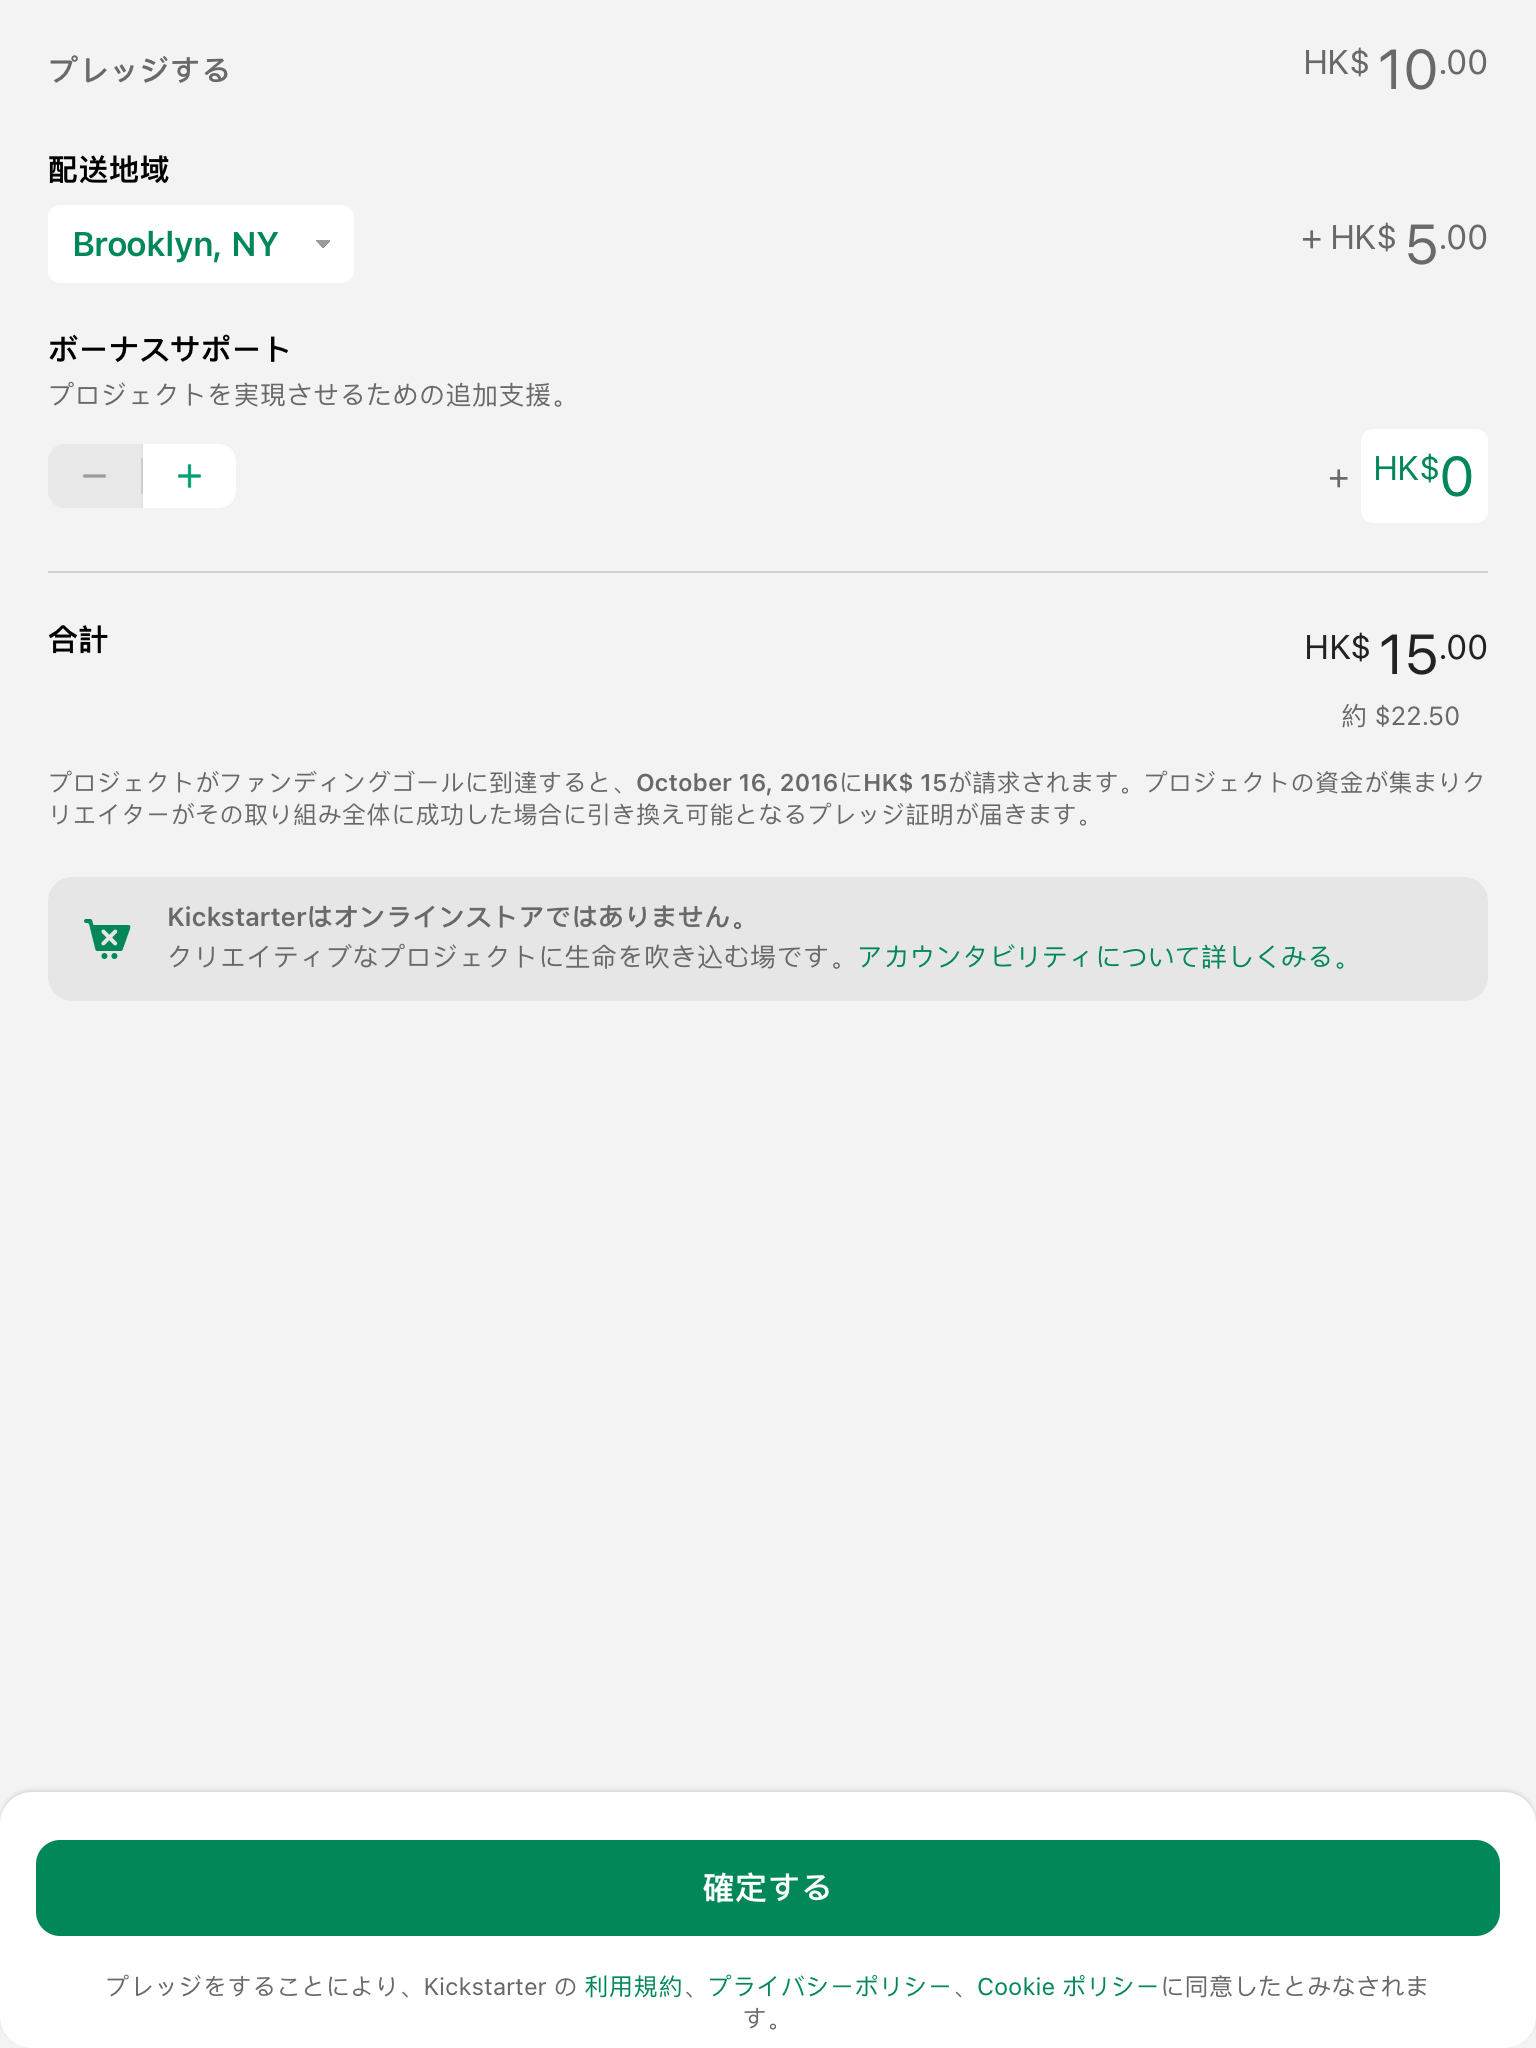 プレッジする HK$ 10.00
配送地域
Brooklyn, NY + HK$ 5.00
ボーナスサポート
プロジェクトを実現させるための追加支援。
− + + HK$0
合計 HK$ 15.00
約 $22.50
プロジェクトがファンディングゴールに到達すると、October 16, 2016にHK$ 15が請求されます。プロジェクトの資金が集まりク
リエイターがその取り組み全体に成功した場合に引き換え可能となるプレッジ証明が届きます。
Kickstarterはオンラインストアではありません。
クリエイティブなプロジェクトに生命を吹き込む場です。アカウンタビリティについて詳しくみる。
確定する
プレッジをすることにより、Kickstarter の 利用規約、プライバシーポリシー、Cookie ポリシーに同意したとみなされま
す。